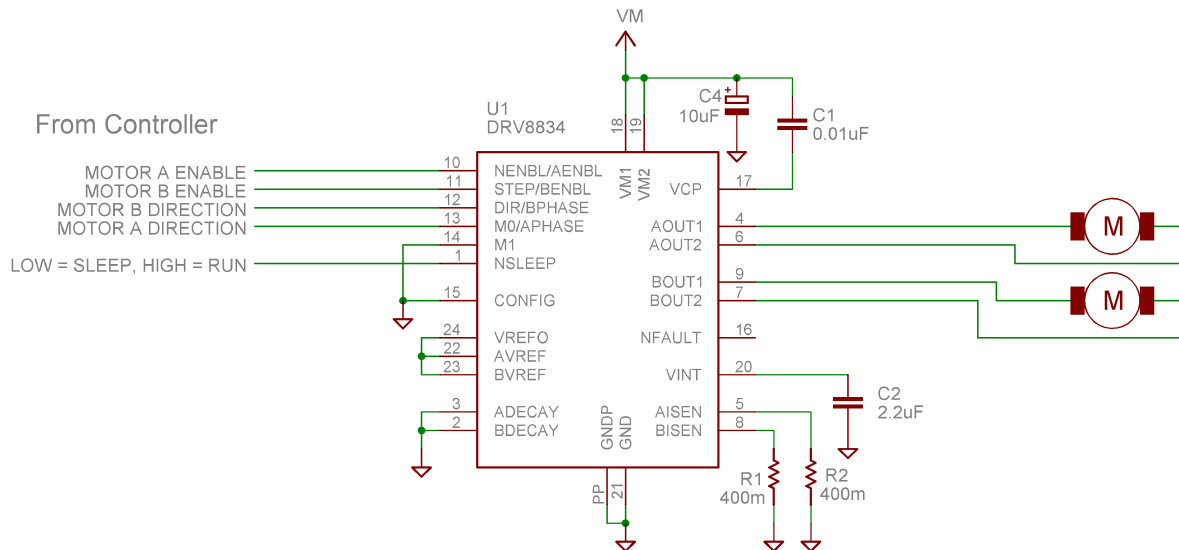 VM
From Controller
U1
DRV8834
C4
+
10uF
C1
0.01uF
MOTOR A ENABLE
MOTOR B ENABLE
MOTOR B DIRECTION
MOTOR A DIRECTION
LOW = SLEEP, HIGH = RUN
10 NENBL/AENBL
11 STEP/BENBL
12 DIR/BPHASE
13 M0/APHASE
14 M1
1 NSLEEP
15 CONFIG
24 VREFO
22 AVREF
23 BVREF
3 ADECAY
2 BDECAY
18 VM1
19 VM2
VCP 17
AOUT1 4
AOUT2 6
BOUT1 9
BOUT2 7
NFAULT 16
VINT 20
AISEN 5
BISEN 8
GNDP PP
GND 21
M
M
C2
2.2uF
R1
400m
R2
400m